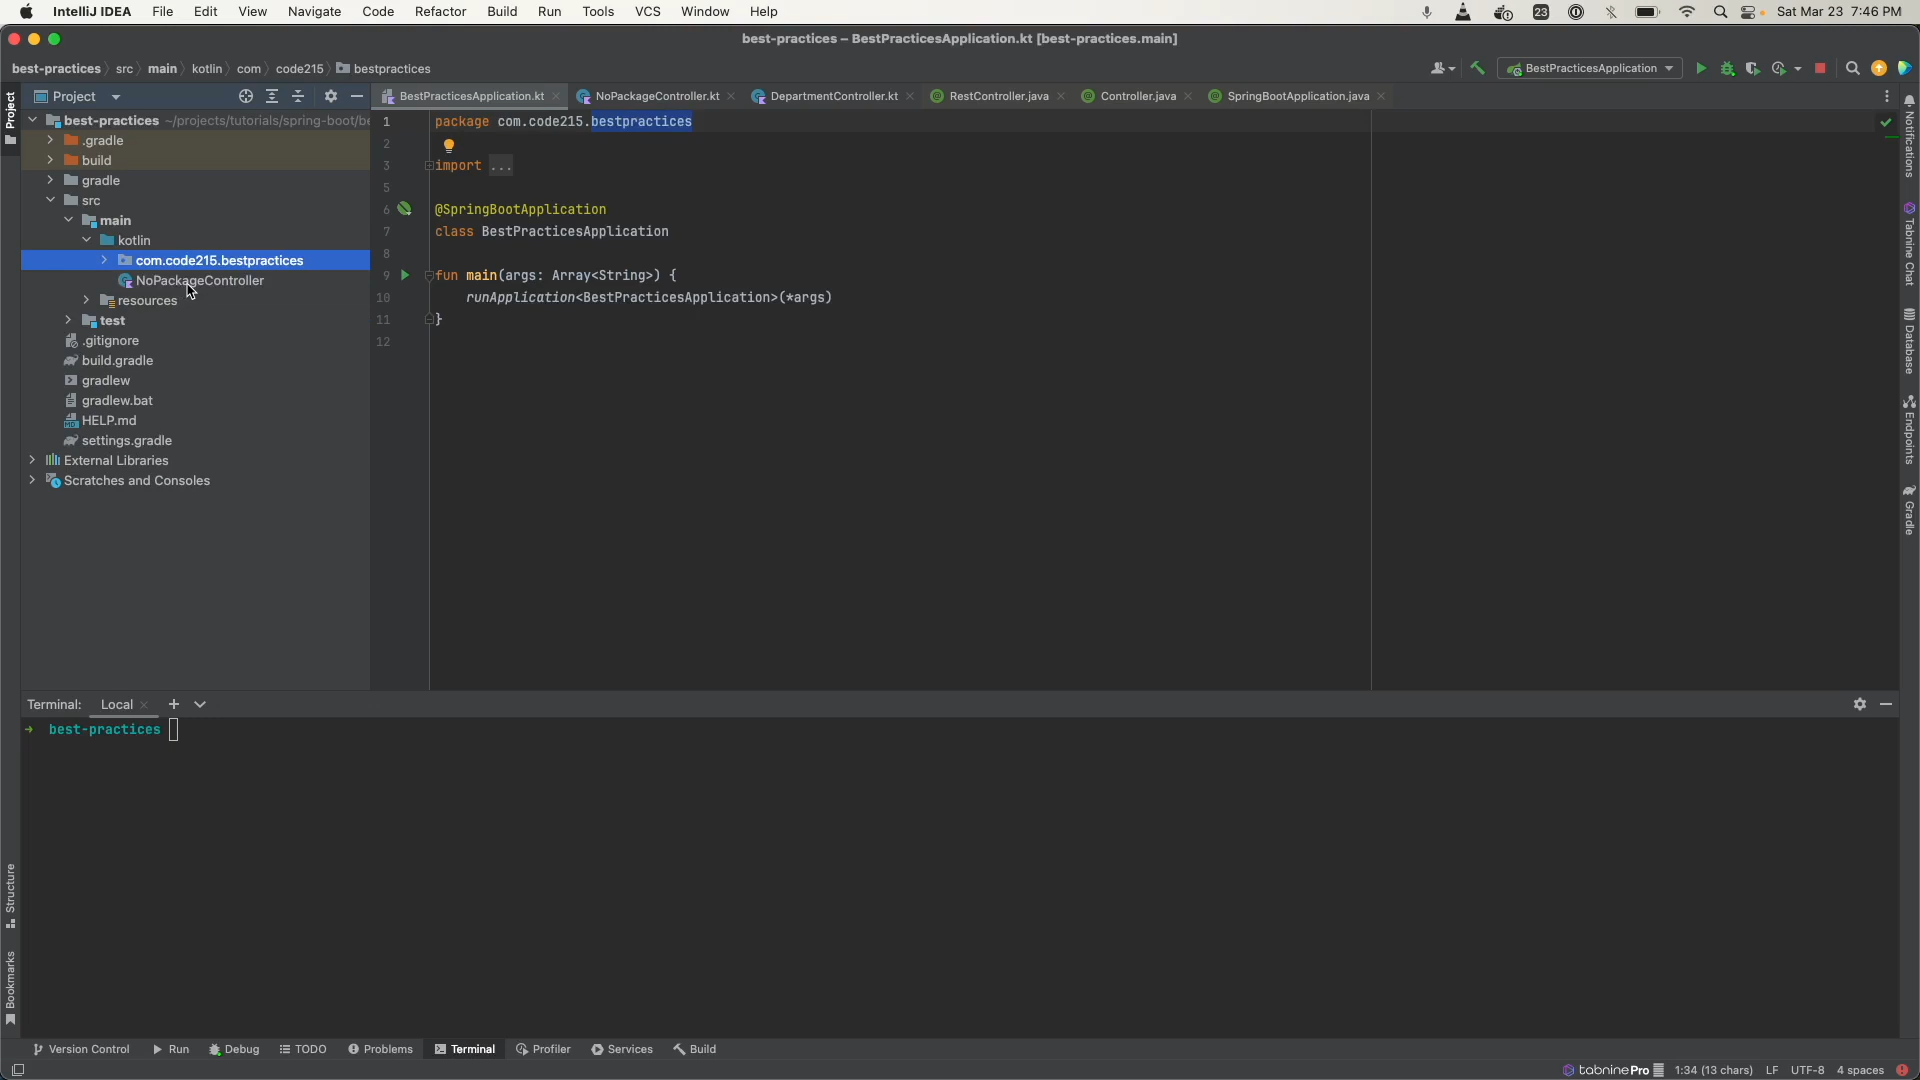 IntelliJ IDEA File Edit View Navigate Code Refactor Build Run Tools VCS Window Help 23 Sat Mar 23 7:46 PM
best-practices – BestPracticesApplication.kt [best-practices.main]
best-practices src main kotlin com code215 bestpractices BestPracticesApplication
Project
Project
BestPracticesApplication.kt NoPackageController.kt DepartmentController.kt RestController.java Controller.java SpringBootApplication.java
best-practices ~/projects/tutorials/spring-boot/be
.gradle
build
gradle
src
main
kotlin
com.code215.bestpractices
NoPackageController
resources
test
.gitignore
build.gradle
gradlew
gradlew.bat
HELP.md
settings.gradle
External Libraries
Scratches and Consoles
1 package com.code215.bestpractices
2
3 import ...
5
6 @SpringBootApplication
7 class BestPracticesApplication
8
9 fun main(args: Array<String>) {
10 runApplication<BestPracticesApplication>(*args)
11 }
12
Notifications
Tabnine Chat
Database
Endpoints
Gradle
Terminal: Local
best-practices
Structure
Bookmarks
Version Control Run Debug TODO Problems Terminal Profiler Services Build
tabnine Pro 1:34 (13 chars) LF UTF-8 4 spaces